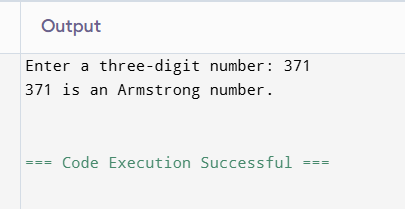 Output
Enter a three-digit number: 371
371 is an Armstrong number.
=== Code Execution Successful ===